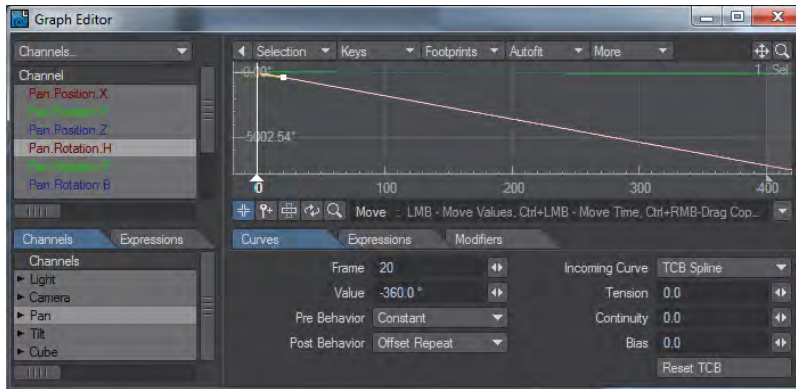 Graph Editor
Channels...
Selection Keys Footprints Autofit More
Channel
Pan.Position.X
Pan.Position.Z
Pan.Rotation.H
Pan.Rotation.B
-0.00°
1 Sel
-5002.54°
0 100 200 300 400
Move : LMB - Move Values, Ctrl+LMB - Move Time, Ctrl+RMB-Drag Cop...
Channels Expressions
Channels
Light
Camera
Pan
Tilt
Cube
Curves Expressions Modifiers
Frame 20
Value -360.0 °
Pre Behavior Constant
Post Behavior Offset Repeat
Incoming Curve TCB Spline
Tension 0.0
Continuity 0.0
Bias 0.0
Reset TCB